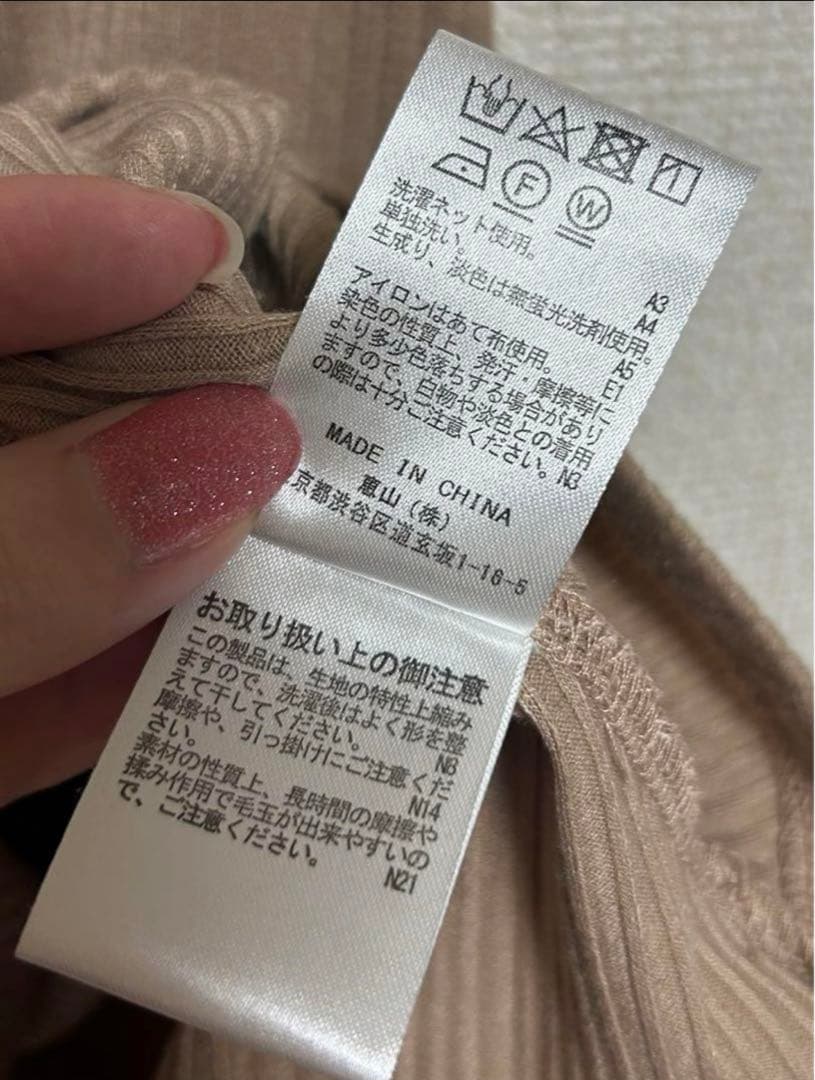 F W
洗濯ネット使用。 A3
単独洗い。 A4
生成り、淡色は無蛍光洗剤使用。 A5
アイロンはあて布使用。 E1
染色の性質上、発汗・摩擦等に
より多少色落ちする場合があり
ますので、白物や淡色との着用
の際は十分ご注意ください。N3
MADE IN CHINA
恵山(株)
京都渋谷区道玄坂1-16-5
お取り扱い上の御注意
この製品は、生地の特性上縮み
ますので、洗濯後はよく形を整
えて干してください。 N8
摩擦や、引っ掛けにご注意くだ
さい。 N14
素材の性質上、長時間の摩擦や
揉み作用で毛玉が出来やすいの
で、ご注意ください。 N21